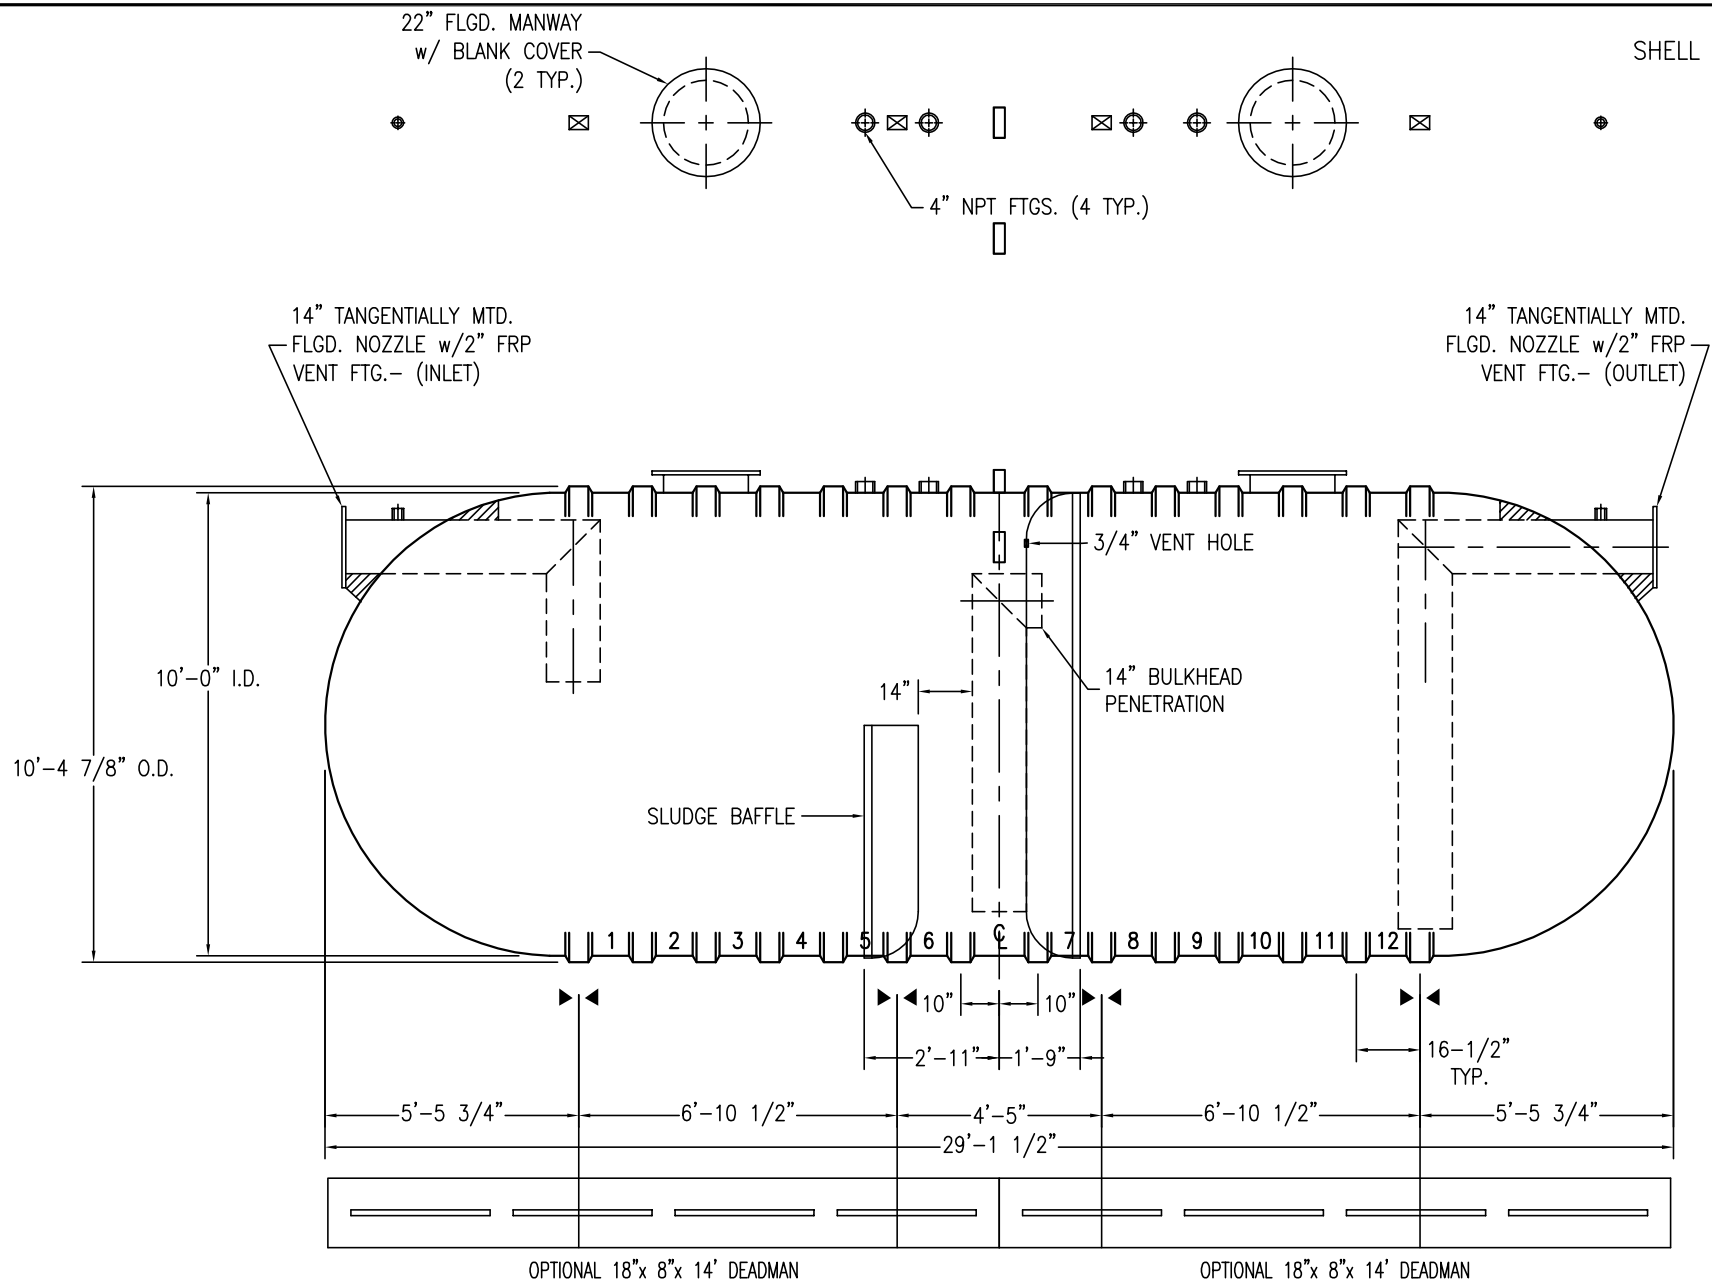 22" FLGD. MANWAY
w/ BLANK COVER
(2 TYP.)
SHELL
4" NPT FTGS. (4 TYP.)
14" TANGENTIALLY MTD.
FLGD. NOZZLE w/2" FRP
VENT FTG.- (INLET)
14" TANGENTIALLY MTD.
FLGD. NOZZLE w/2" FRP
VENT FTG.- (OUTLET)
3/4" VENT HOLE
10'-0" I.D.
14"
14" BULKHEAD
PENETRATION
10'-4 7/8" O.D.
SLUDGE BAFFLE
1 2 3 4 5 6 ℄ 7 8 9 10 11 12
10" 10"
2'-11" 1'-9"
16-1/2"
TYP.
5'-5 3/4" 6'-10 1/2" 4'-5" 6'-10 1/2" 5'-5 3/4"
29'-1 1/2"
OPTIONAL 18"x 8"x 14' DEADMAN
OPTIONAL 18"x 8"x 14' DEADMAN